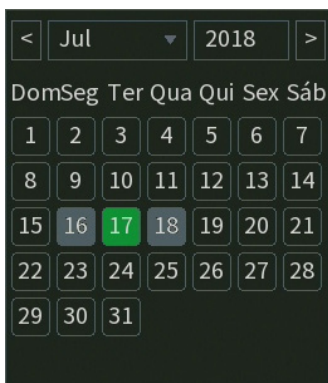 < Jul 2018 >
Dom Seg Ter Qua Qui Sex Sáb
1 2 3 4 5 6 7
8 9 10 11 12 13 14
15 16 17 18 19 20 21
22 23 24 25 26 27 28
29 30 31